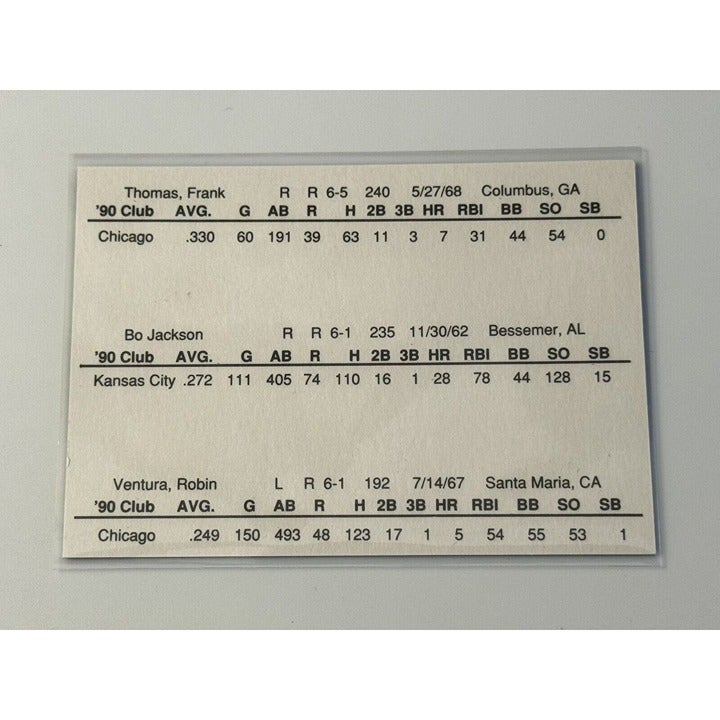 Thomas, Frank R R 6-5 240 5/27/68 Columbus, GA
'90 Club AVG. G AB R H 2B 3B HR RBI BB SO SB
Chicago .330 60 191 39 63 11 3 7 31 44 54 0
Bo Jackson R R 6-1 235 11/30/62 Bessemer, AL
'90 Club AVG. G AB R H 2B 3B HR RBI BB SO SB
Kansas City .272 111 405 74 110 16 1 28 78 44 128 15
Ventura, Robin L R 6-1 192 7/14/67 Santa Maria, CA
'90 Club AVG. G AB R H 2B 3B HR RBI BB SO SB
Chicago .249 150 493 48 123 17 1 5 54 55 53 1